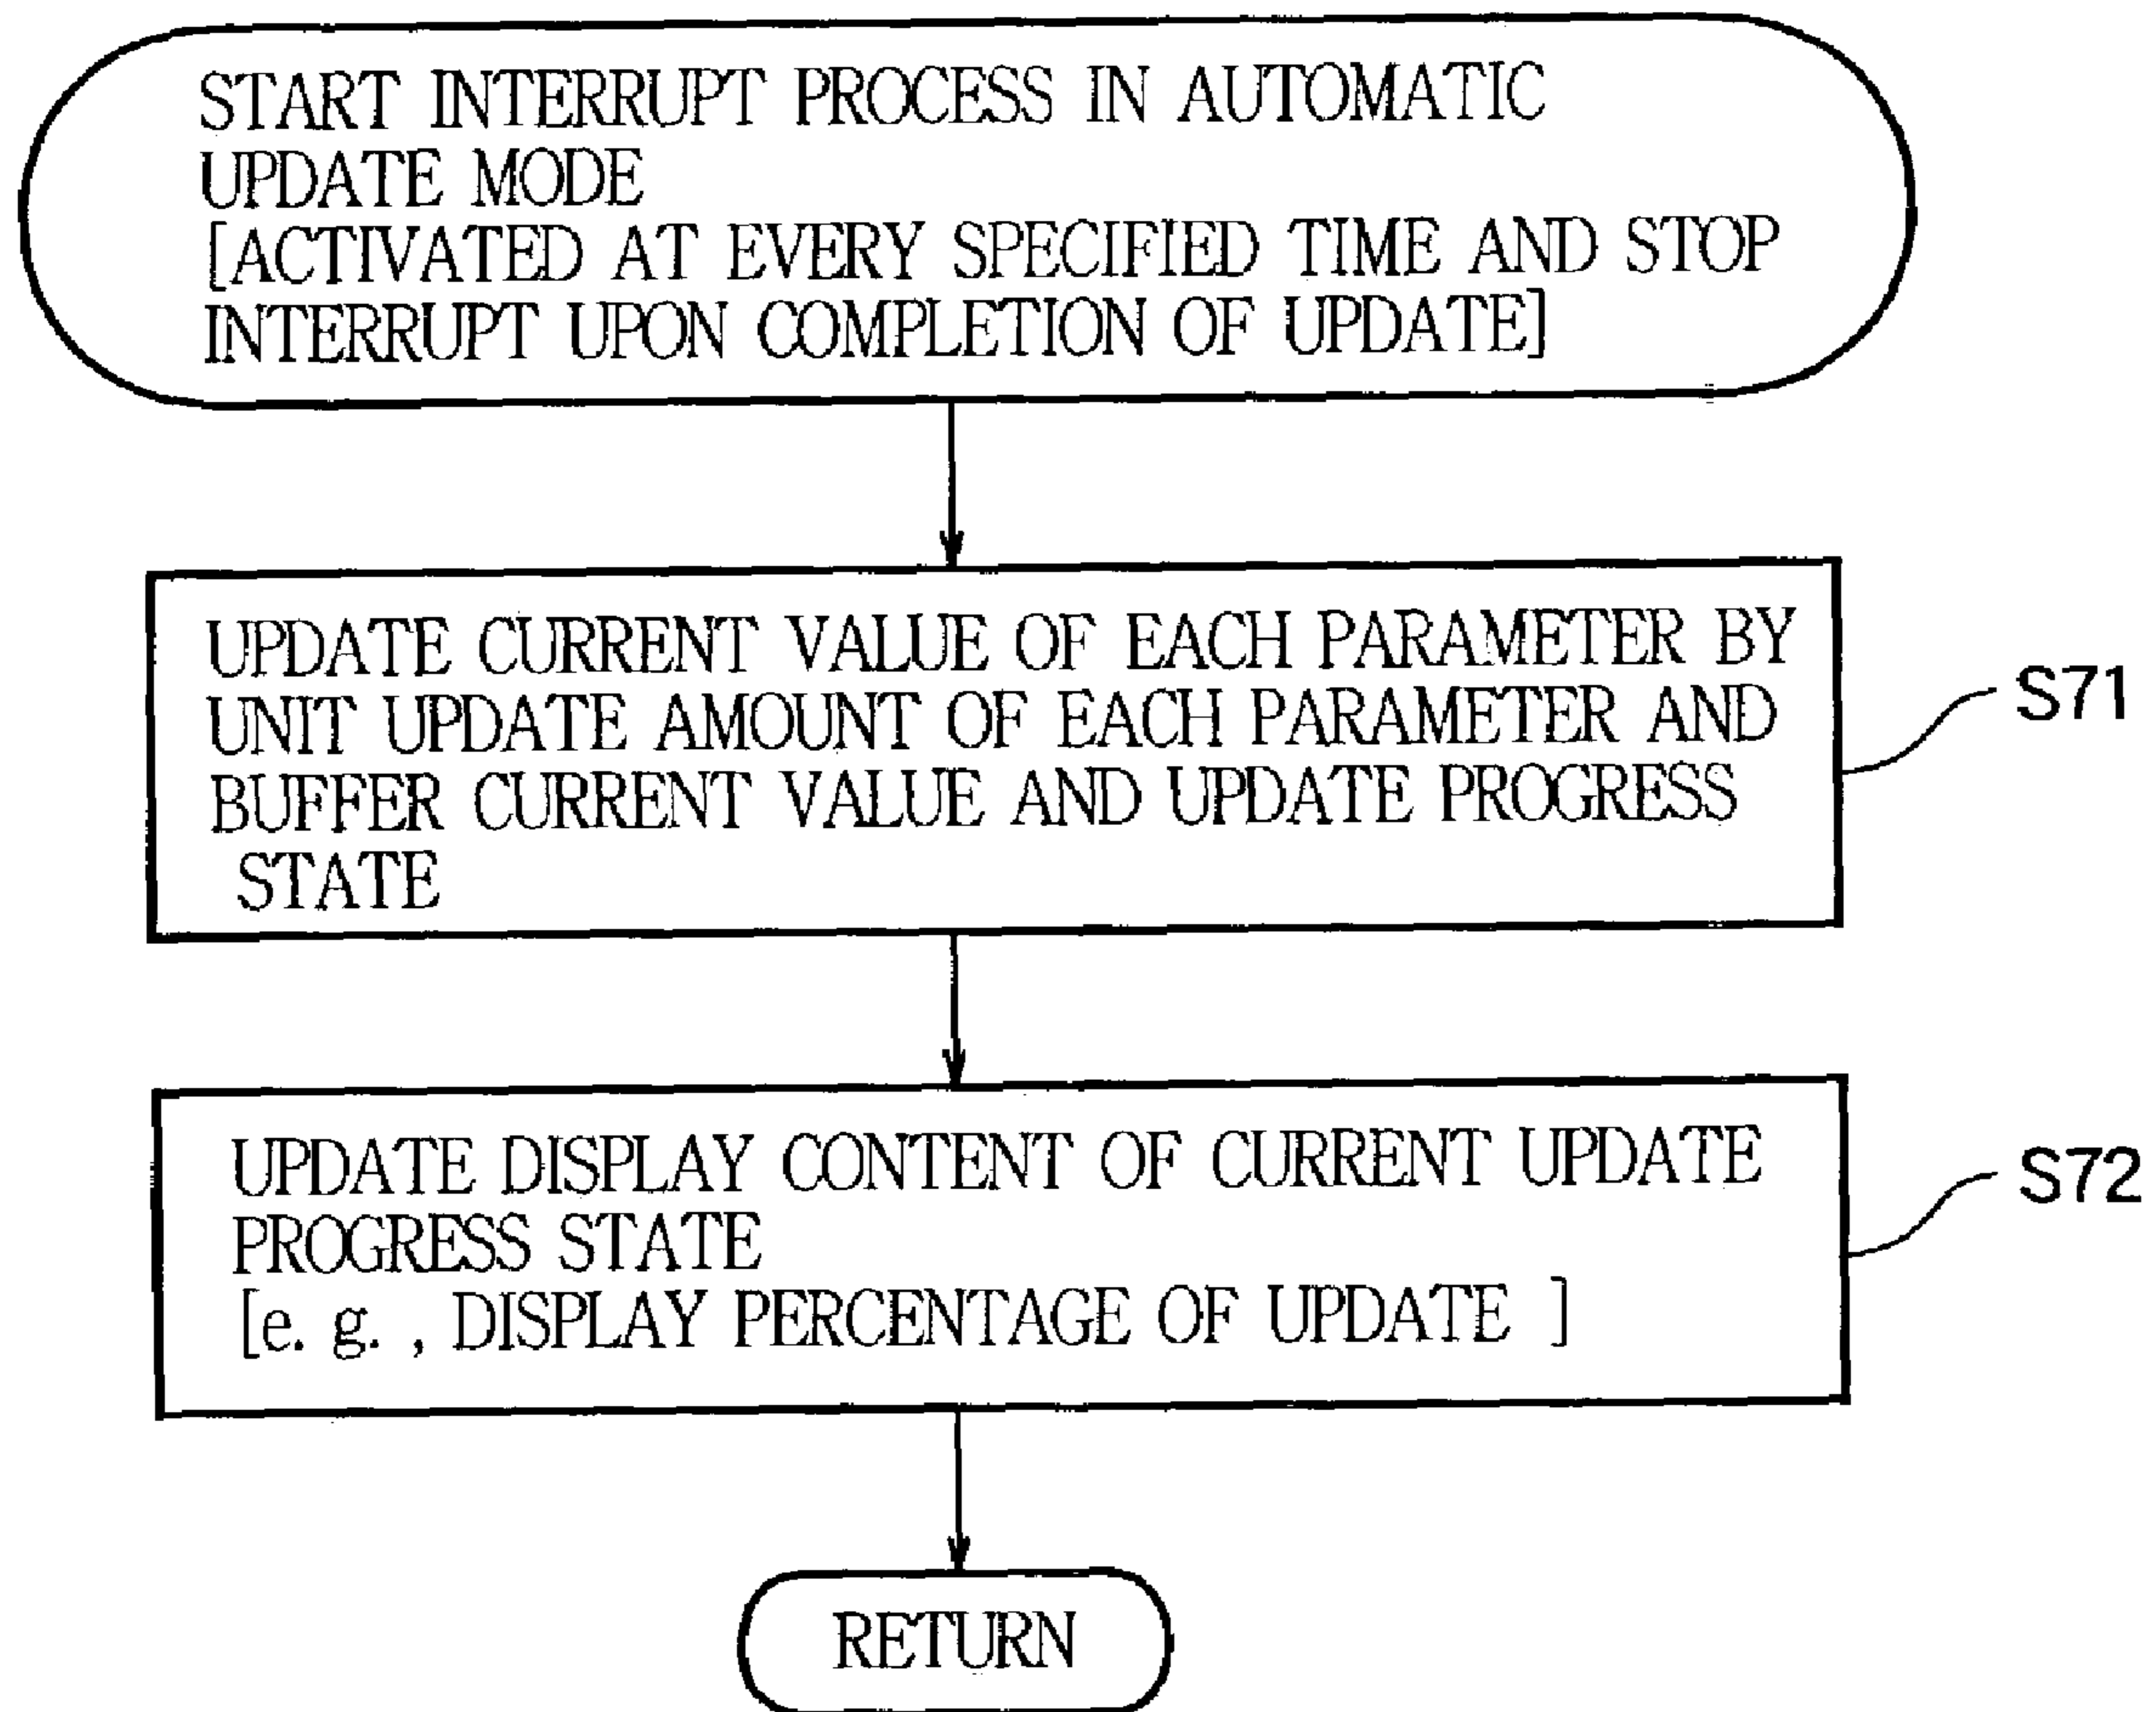 START INTERRUPT PROCESS IN AUTOMATIC
UPDATE MODE
[ACTIVATED AT EVERY SPECIFIED TIME AND STOP
INTERRUPT UPON COMPLETION OF UPDATE]
UPDATE CURRENT VALUE OF EACH PARAMETER BY
UNIT UPDATE AMOUNT OF EACH PARAMETER AND
BUFFER CURRENT VALUE AND UPDATE PROGRESS
STATE
S71
UPDATE DISPLAY CONTENT OF CURRENT UPDATE
PROGRESS STATE
[e. g. , DISPLAY PERCENTAGE OF UPDATE ]
S72
RETURN